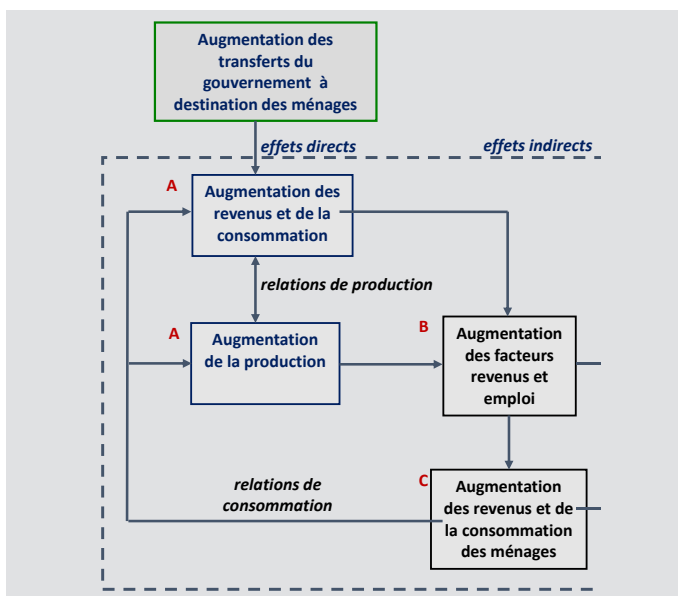 Augmentation des
transferts du
gouvernement à
destination des ménages
effets directs
effets indirects
A
Augmentation des
revenus et de la
consommation
relations de production
A
Augmentation
de la production
B
Augmentation
des facteurs
revenus et
emploi
relations de
consommation
C
Augmentation
des revenus et de
la consommation
des ménages